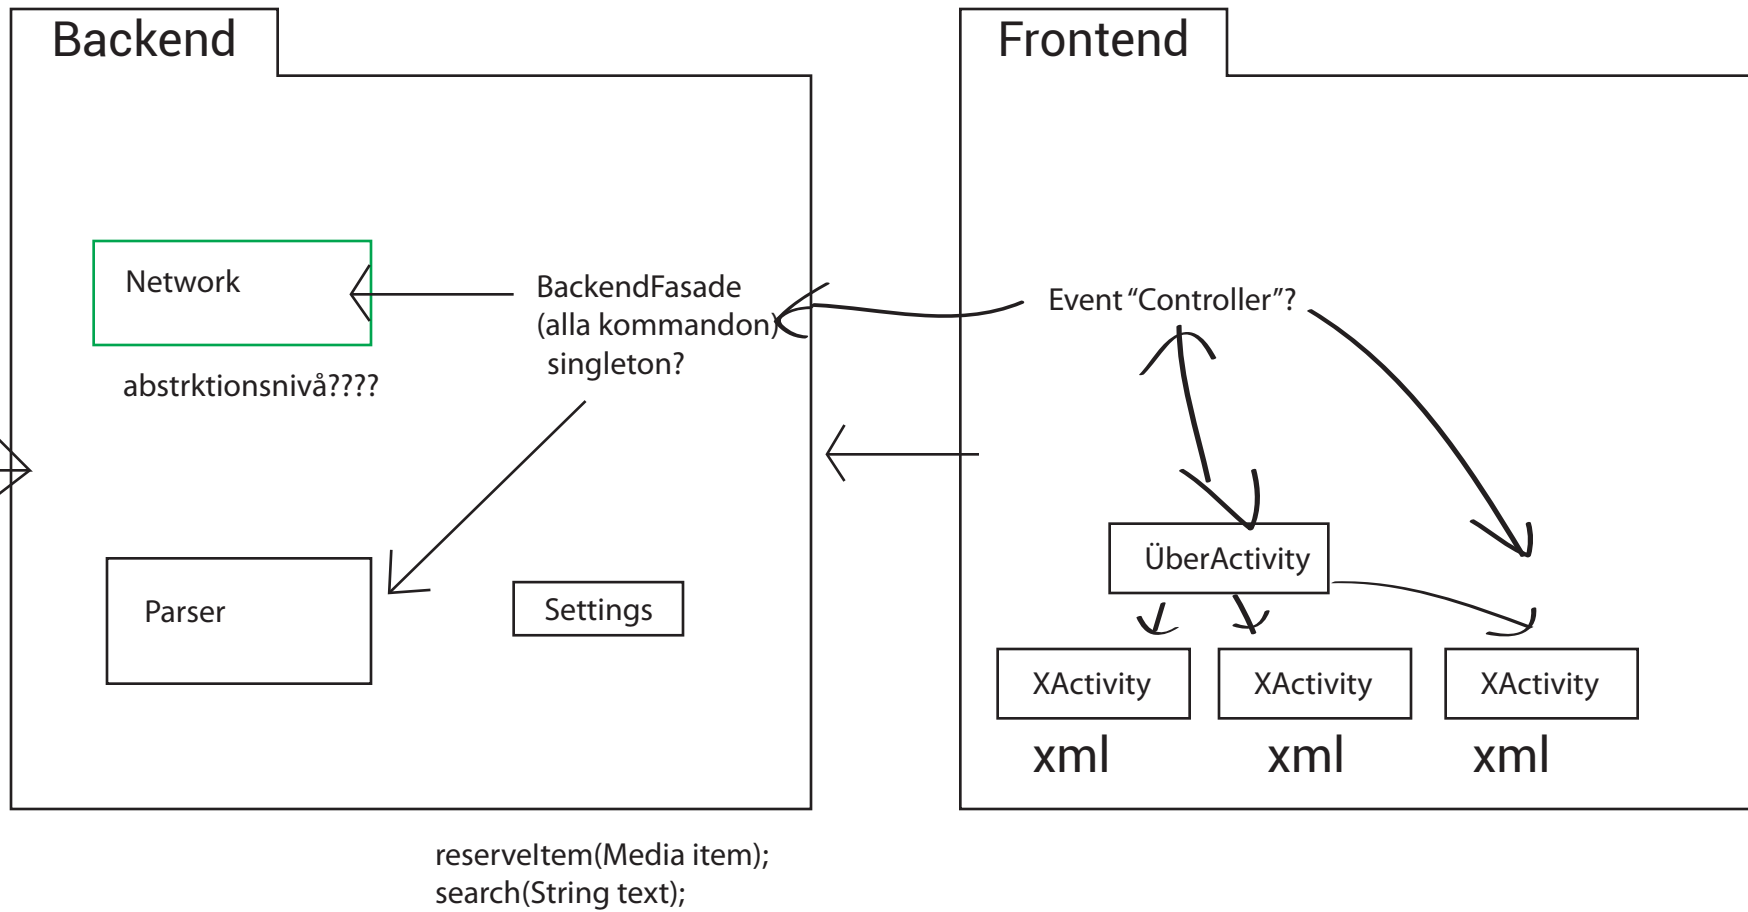 Backend
Network
abstrktionsnivå????
BackendFasade
(alla kommandon)
singleton?
Parser
Settings
reserveItem(Media item);
search(String text);
Frontend
Event “Controller”?
ÜberActivity
XActivity
XActivity
XActivity
xml
xml
xml